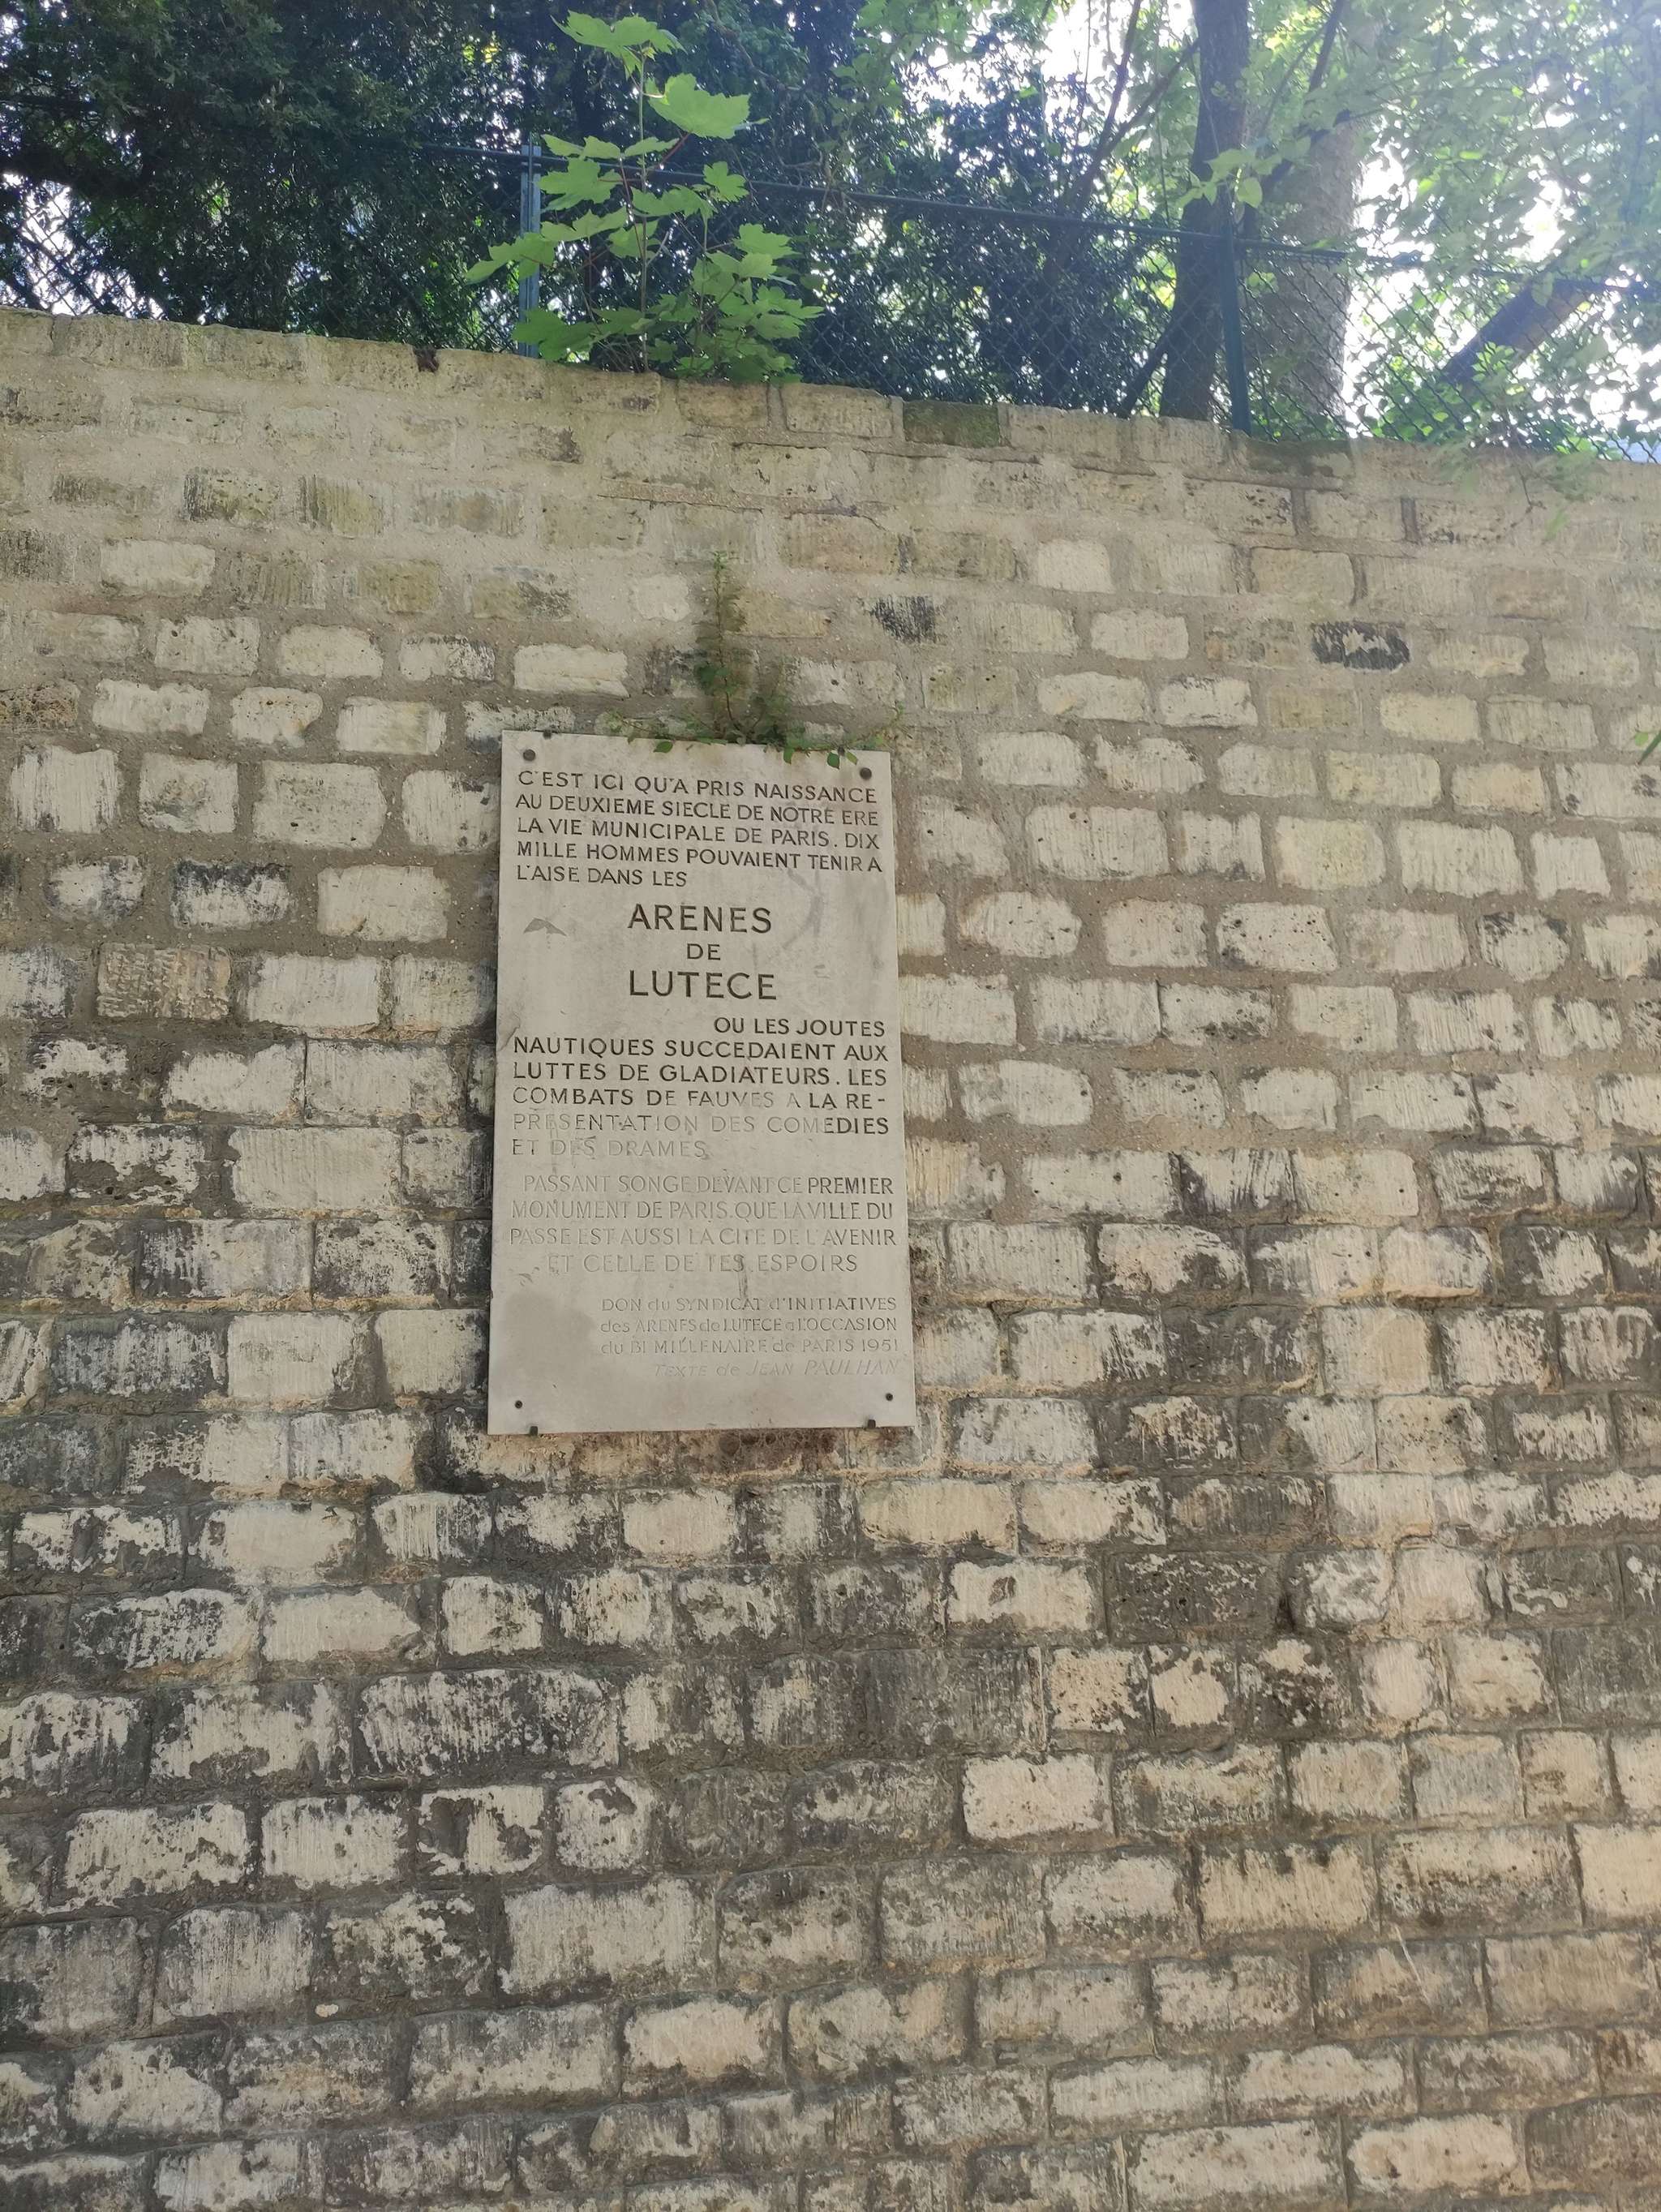 C'EST ICI QU'A PRIS NAISSANCE
AU DEUXIEME SIECLE DE NOTRE ERE
LA VIE MUNICIPALE DE PARIS. DIX
MILLE HOMMES POUVAIENT TENIR A
L'AISE DANS LES
ARENES
DE
LUTECE
OU LES JOUTES
NAUTIQUES SUCCEDAIENT AUX
LUTTES DE GLADIATEURS. LES
COMBATS DE FAUVES A LA RE-
PRESENTATION DES COMEDIES
ET DES DRAMES
PASSANT SONGE DEVANT CE PREMIER
MONUMENT DE PARIS QUE LA VILLE DU
PASSE EST AUSSI LA CITE DE L'AVENIR
ET CELLE DE TES ESPOIRS
DON du SYNDICAT d'INITIATIVES
des ARENES de LUTECE a L'OCCASION
du BI MILLENAIRE de PARIS 1951
TEXTE de JEAN PAULHAN